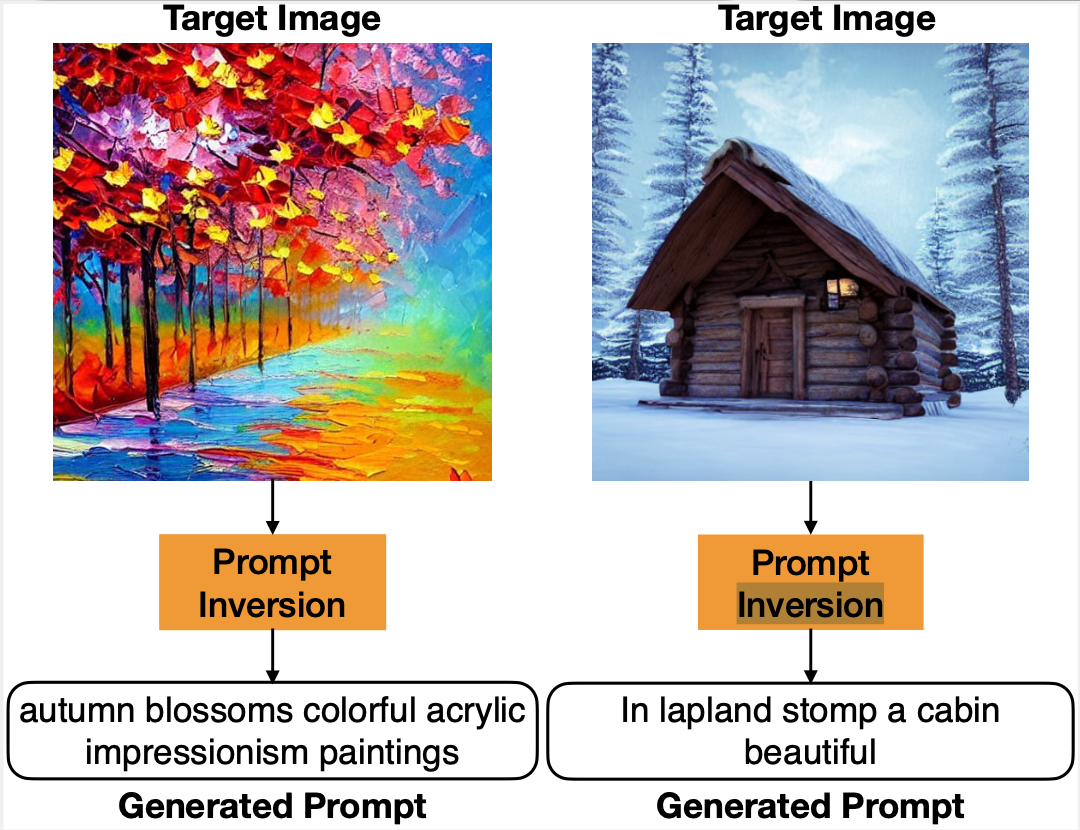 Target Image
Target Image
Prompt
Inversion
Prompt
Inversion
autumn blossoms colorful acrylic
impressionism paintings
In lapland stomp a cabin
beautiful
Generated Prompt
Generated Prompt